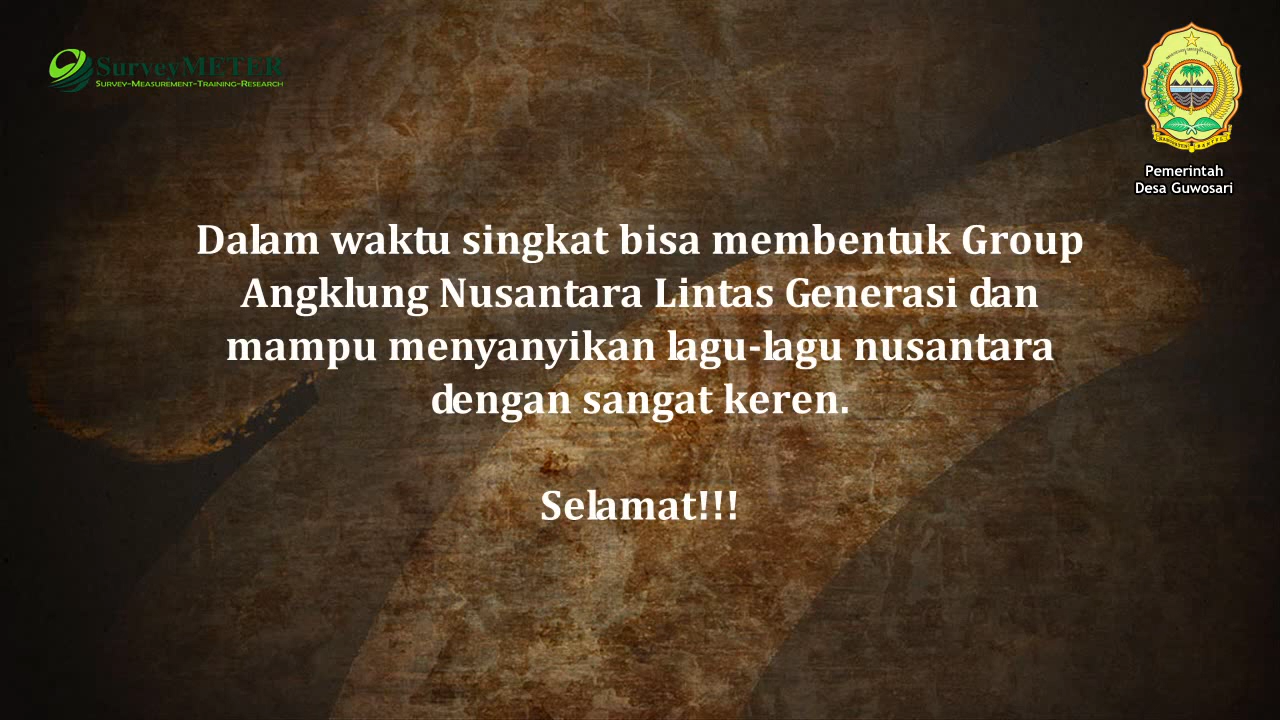 SurveyMETER
Survey-Measurement-Training-Research
Pemerintah
Desa Guwosari
Dalam waktu singkat bisa membentuk Group
Angklung Nusantara Lintas Generasi dan
mampu menyanyikan lagu-lagu nusantara
dengan sangat keren.
Selamat!!!